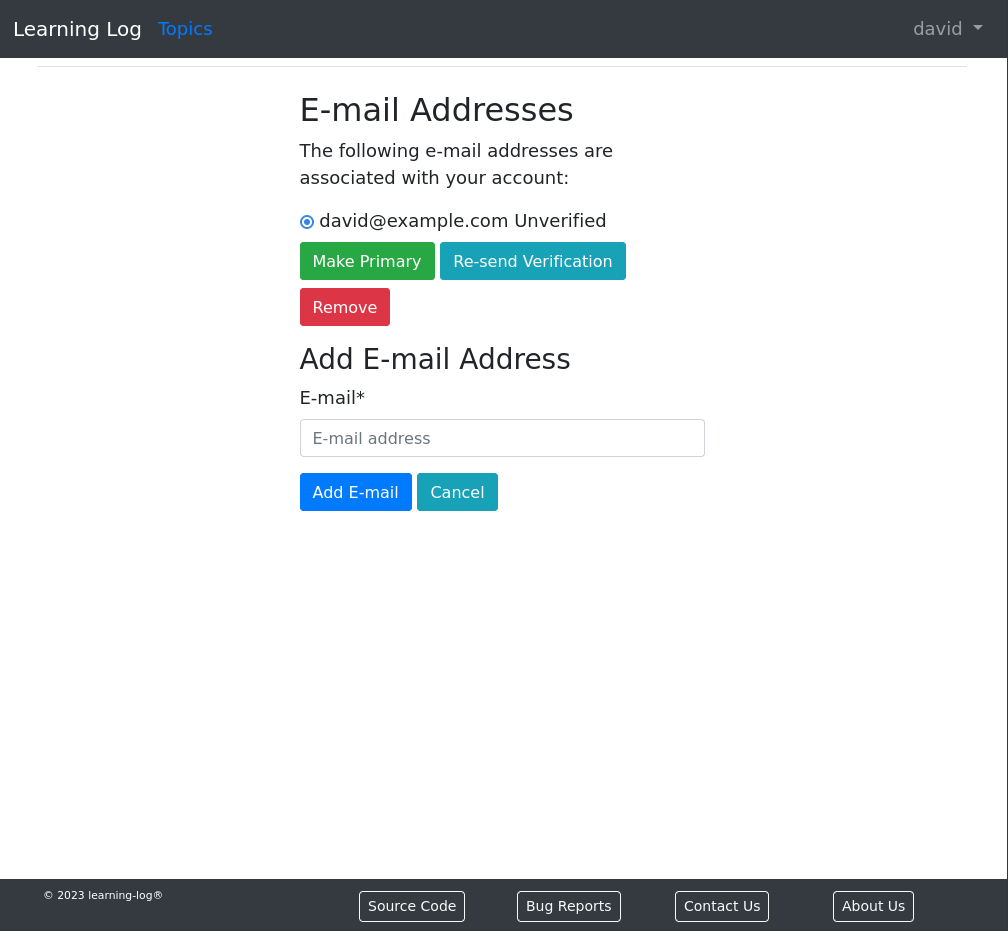 Learning Log Topics david
E-mail Addresses
The following e-mail addresses are
associated with your account:
david@example.com Unverified
Make Primary Re-send Verification
Remove
Add E-mail Address
E-mail*
E-mail address
Add E-mail Cancel
© 2023 learning-log®
Source Code Bug Reports Contact Us About Us